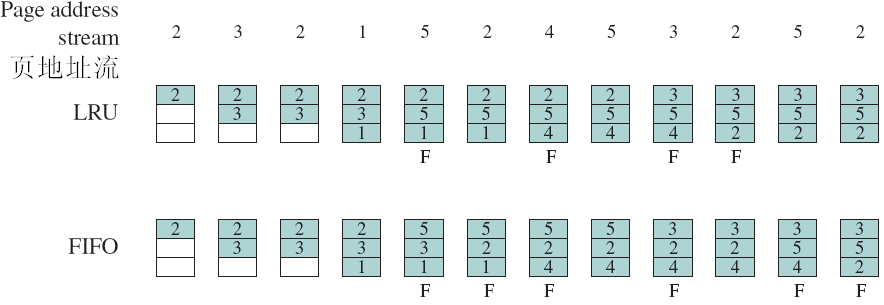 Page address
stream 2 3 2 1 5 2 4 5 3 2 5 2
页地址流
2 2 2 2 2 2 2 2 3 3 3 3
LRU 3 3 3 5 5 5 5 5 5 5 5
1 1 1 4 4 4 2 2 2
F F F F
2 2 2 2 5 5 5 5 3 3 3 3
FIFO 3 3 3 3 2 2 2 2 2 5 5
1 1 1 4 4 4 4 4 2
F F F F F F